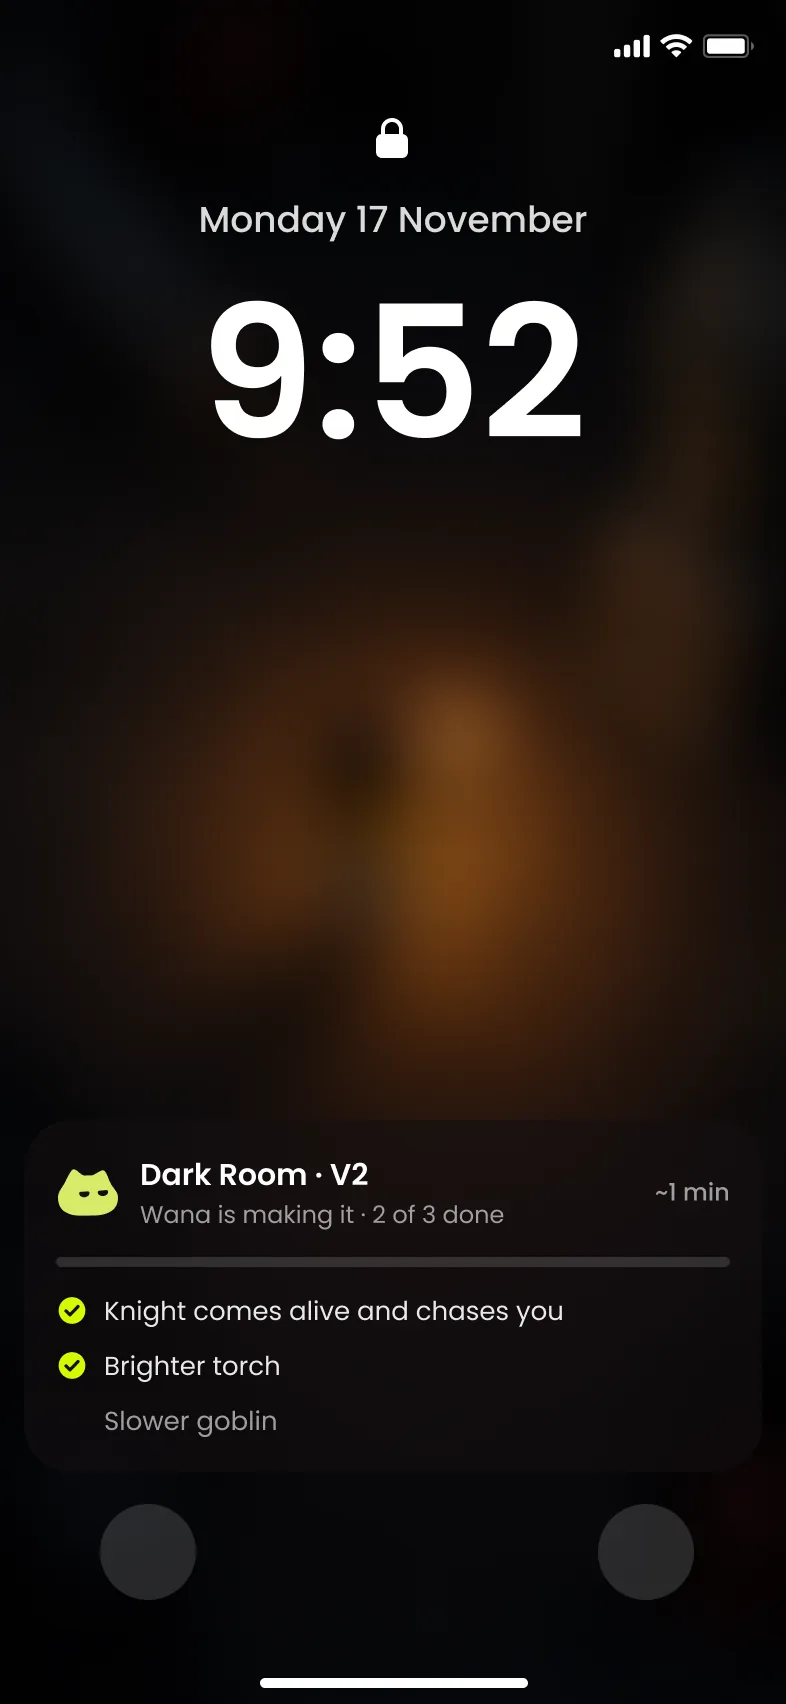 Monday 17 November
9:52
Dark Room · V2
Wana is making it · 2 of 3 done
~1 min
Knight comes alive and chases you
Brighter torch
Slower goblin